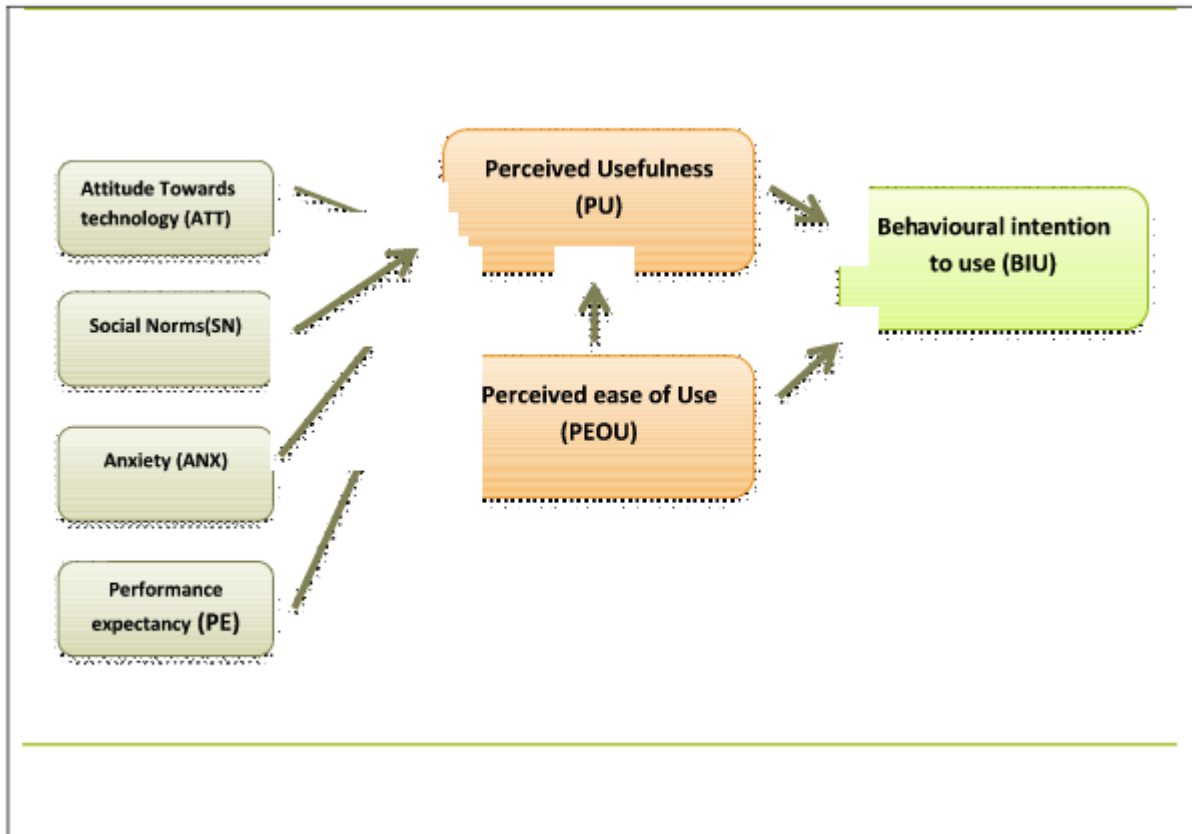 Attitude Towards
technology (ATT)
Social Norms(SN)
Anxiety (ANX)
Performance
expectancy (PE)
Perceived Usefulness
(PU)
Perceived ease of Use
(PEOU)
Behavioural intention
to use (BIU)